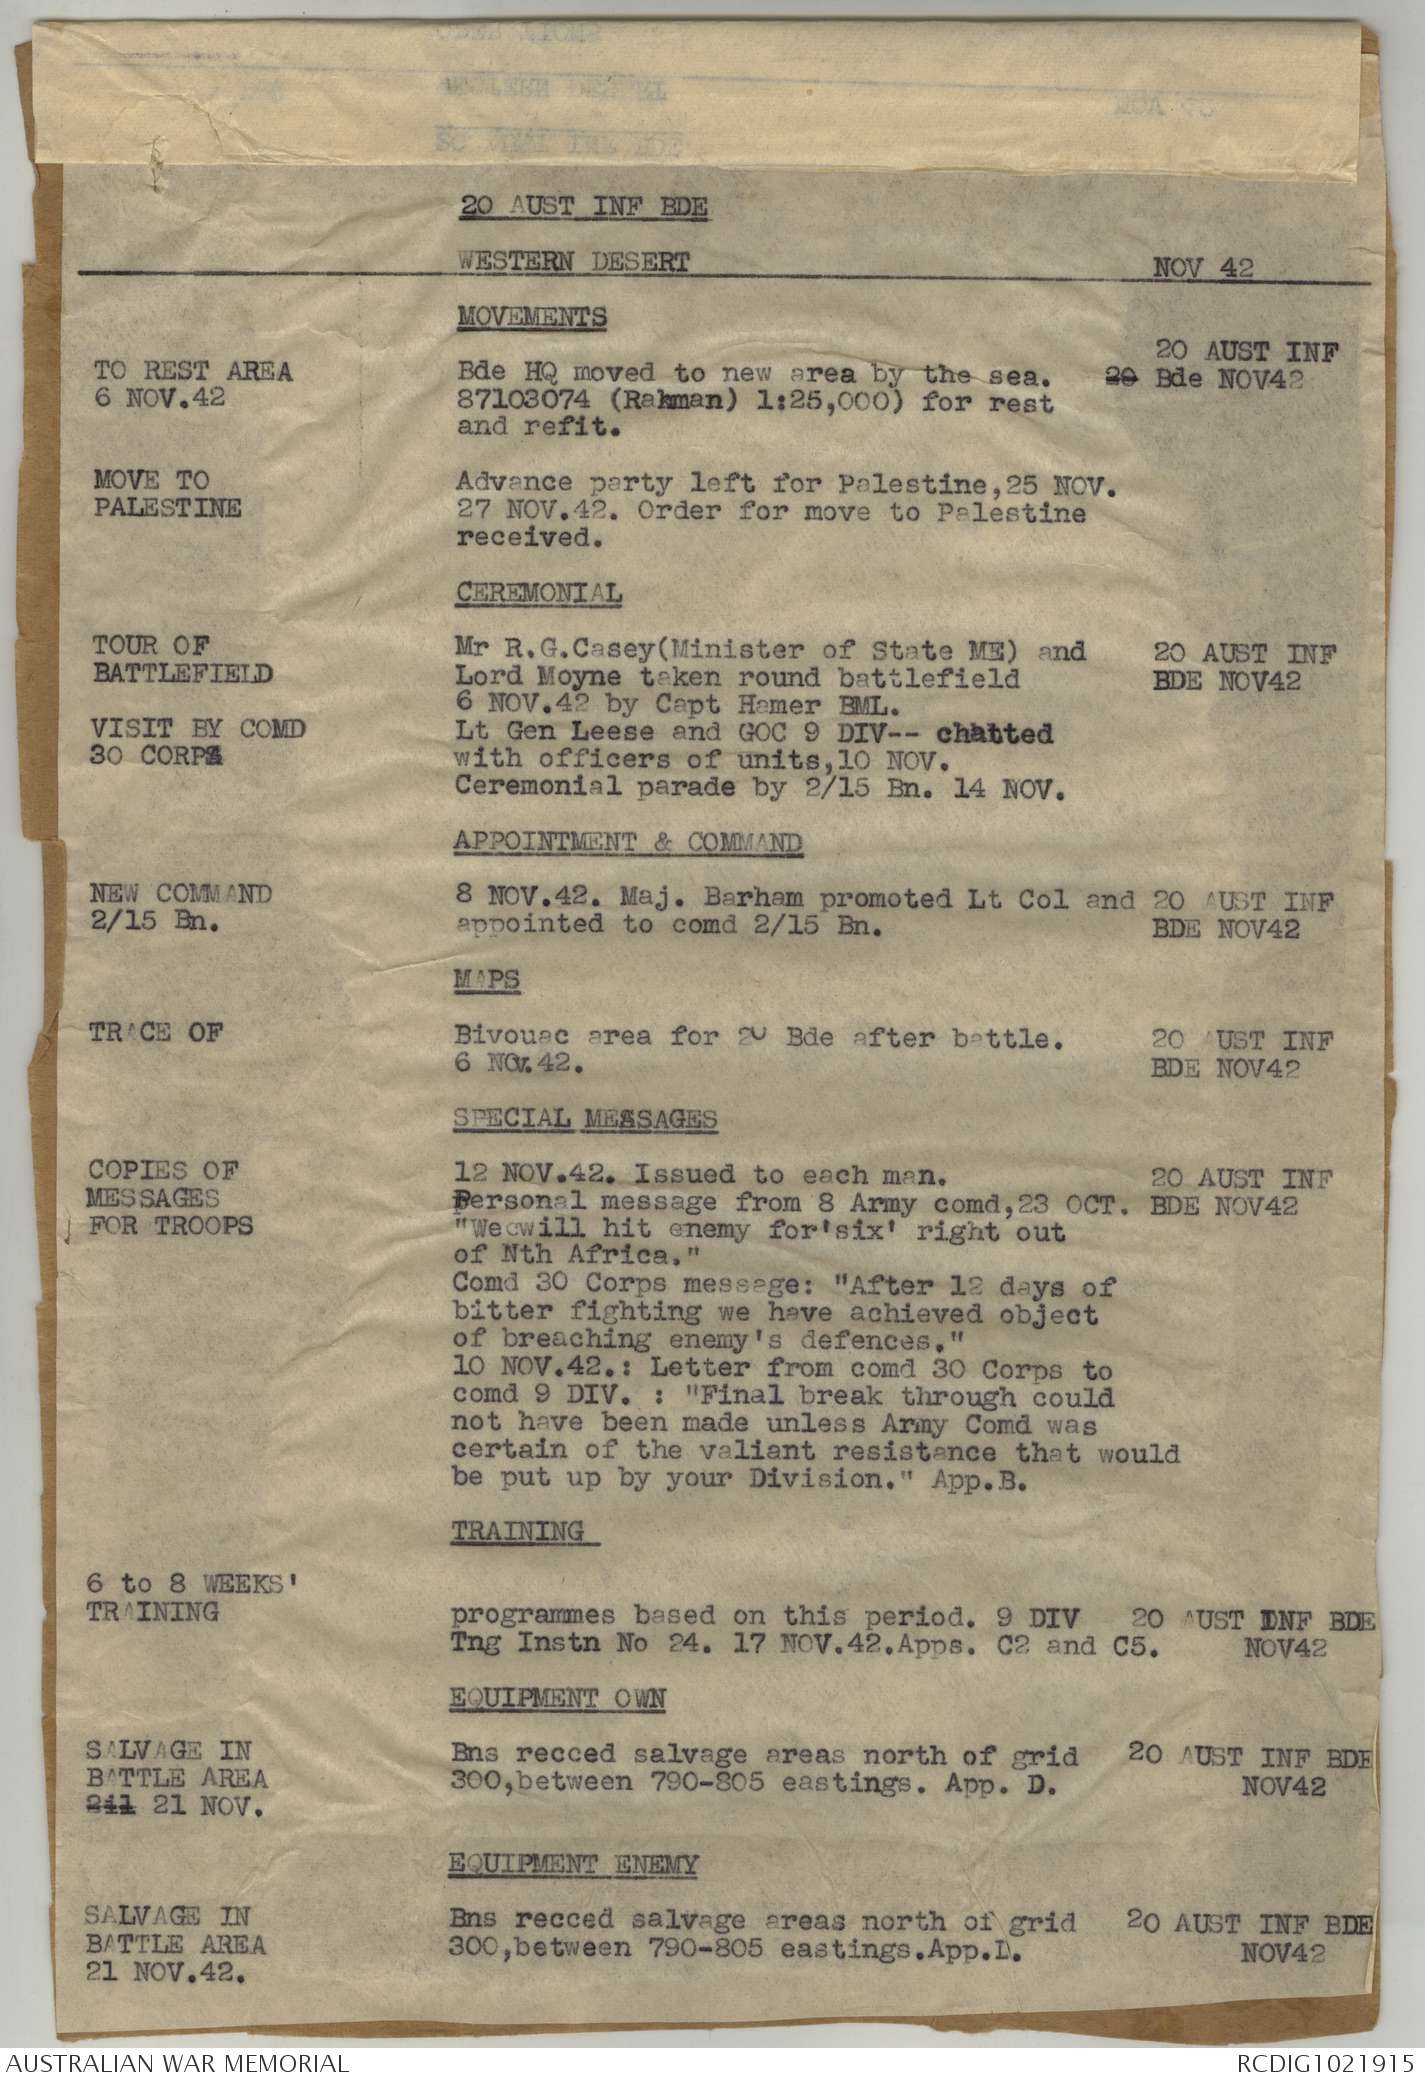 20 AUST INF BDE
WESTERN DESERT NOV 42
MOVEMENTS
TO REST AREA
6 NOV.42
Bde HQ moved to new area by the sea.
87103074 (Rahman) 1:25,000) for rest
and refit.
20 AUST INF
20 Bde NOV42
MOVE TO
PALESTINE
Advance party left for Palestine,25 NOV.
27 NOV.42. Order for move to Palestine
received.
CEREMONIAL
TOUR OF
BATTLEFIELD
Mr R.G.Casey(Minister of State ME) and
Lord Moyne taken round battlefield
6 NOV.42 by Capt Hamer BML.
20 AUST INF
BDE NOV42
VISIT BY COMD
30 CORPS
Lt Gen Leese and GOC 9 DIV-- chatted
with officers of units,10 NOV.
Ceremonial parade by 2/15 Bn. 14 NOV.
APPOINTMENT & COMMAND
NEW COMMAND
2/15 Bn.
8 NOV.42. Maj. Barham promoted Lt Col and
appointed to comd 2/15 Bn.
20 AUST INF
BDE NOV42
MAPS
TRACE OF
Bivouac area for 20 Bde after battle.
6 NOV.42.
20 AUST INF
BDE NOV42
SPECIAL MESSAGES
COPIES OF
MESSAGES
FOR TROOPS
12 NOV.42. Issued to each man.
Personal message from 8 Army comd,23 OCT.
"Wecwill hit enemy for'six' right out
of Nth Africa."
Comd 30 Corps message: "After 12 days of
bitter fighting we have achieved object
of breaching enemy's defences."
10 NOV.42.: Letter from comd 30 Corps to
comd 9 DIV. : "Final break through could
not have been made unless Army Comd was
certain of the valiant resistance that would
be put up by your Division." App.B.
20 AUST INF
BDE NOV42
TRAINING
6 to 8 WEEKS'
TRAINING
programmes based on this period. 9 DIV
Tng Instn No 24. 17 NOV.42.Apps. C2 and C5.
20 AUST INF BDE
NOV42
EQUIPMENT OWN
SALVAGE IN
BATTLE AREA
211 21 NOV.
Bns recced salvage areas north of grid
300,between 790-805 eastings. App. D.
20 AUST INF BDE
NOV42
EQUIPMENT ENEMY
SALVAGE IN
BATTLE AREA
21 NOV.42.
Bns recced salvage areas north of grid
300,between 790-805 eastings.App.D.
20 AUST INF BDE
NOV42
AUSTRALIAN WAR MEMORIAL
RCDIG1021915